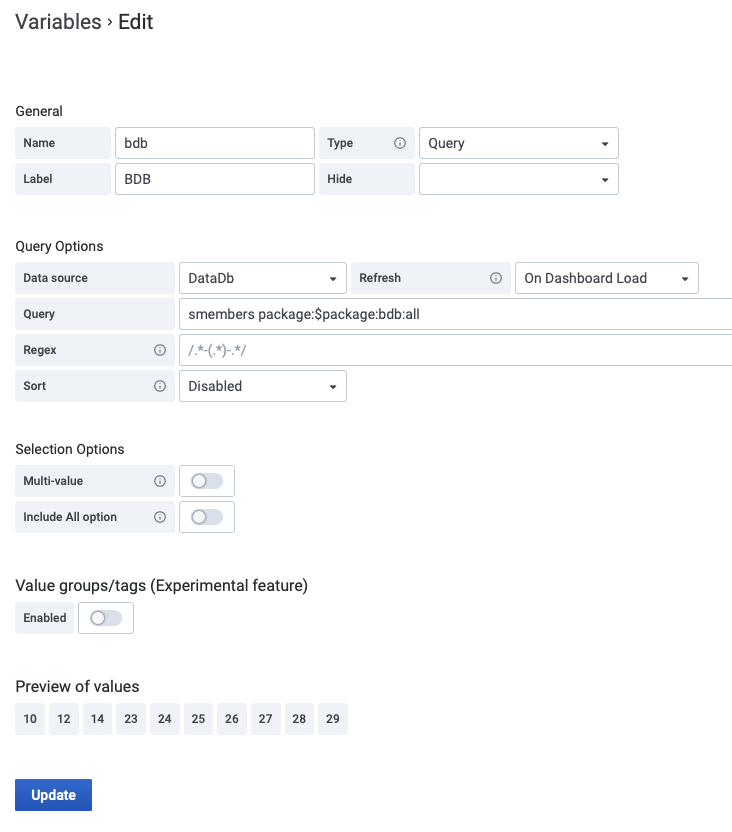 Variables › Edit
General
Name bdb Type Query
Label BDB Hide
Query Options
Data source DataDb Refresh On Dashboard Load
Query smembers package:$package:bdb:all
Regex /.*-(.*)-.*/
Sort Disabled
Selection Options
Multi-value
Include All option
Value groups/tags (Experimental feature)
Enabled
Preview of values
10 12 14 23 24 25 26 27 28 29
Update